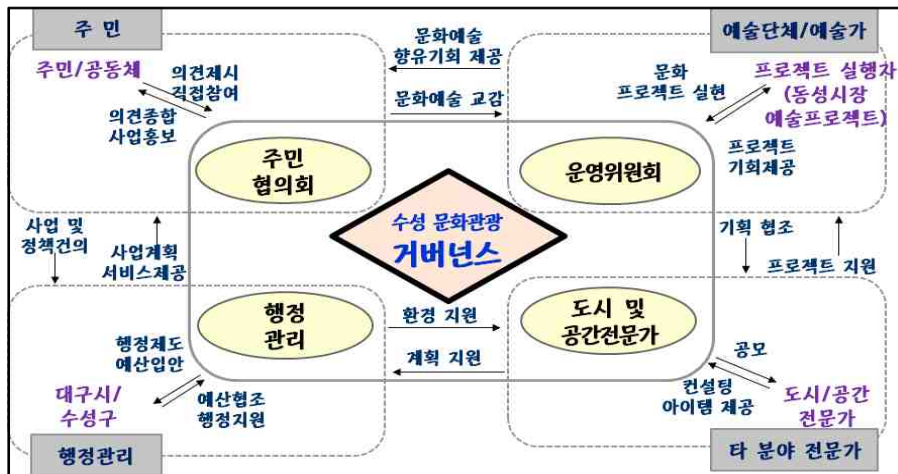 주 민
예술단체/예술가
주민/공동체
의견제시
직접참여
의견종합
사업홍보
문화예술
향유기회 제공
문화예술 교감
문화
프로젝트 실현
프로젝트 실행자
(동성시장
예술프로젝트)
프로젝트
기회제공
주민
협의회
운영위원회
수성 문화관광
거버넌스
사업 및
정책건의
사업계획
서비스제공
기획 협조
프로젝트 지원
행정
관리
환경 지원
계획 지원
도시 및
공간전문가
행정제도
예산입안
대구시/
수성구
예산협조
행정지원
공모
컨설팅
아이템 제공
도시/공간
전문가
행정관리
타 분야 전문가